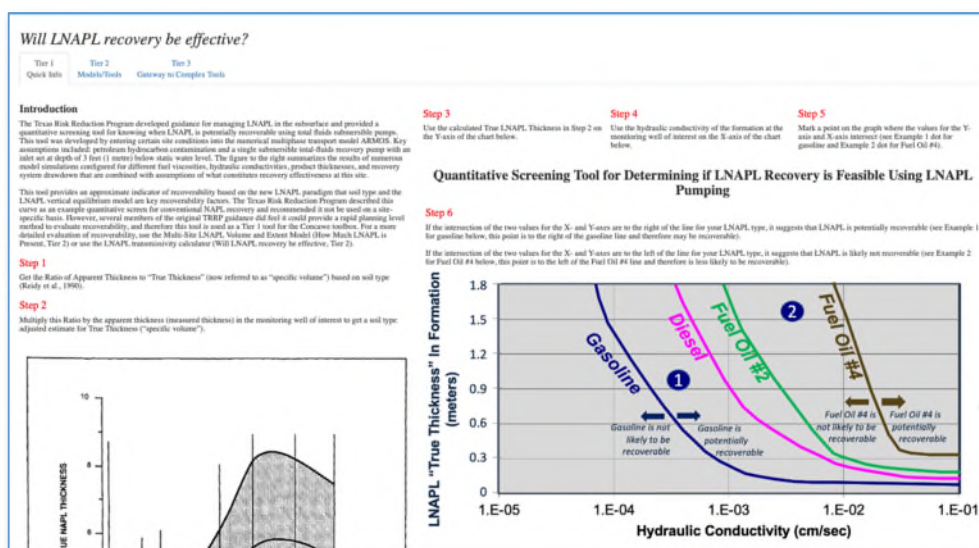 Will LNAPL recovery be effective?
Tier 1
Quick Info
Tier 2
Models/Tools
Tier 3
Gateway to Complex Tools
Introduction
The Texas Risk Reduction Program developed guidance for managing LNAPL in the subsurface and provided a
quantitative screening tool for knowing when LNAPL is potentially recoverable using total fluids submersible pumps.
This tool was developed by entering certain site conditions into the numerical multiphase transport model ARMOS. Key
assumptions included: petroleum hydrocarbon contamination and a single submersible total-fluids recovery pump with an
inlet set at depth of 3 feet (1 metre) below static water level. The figure to the right summarizes the results of numerous
model simulations configured for different fuel viscosities, hydraulic conductivities, product thicknesses, and recovery
system drawdown that are combined with assumptions of what constitutes recovery effectiveness at this site.
This tool provides an approximate indicator of recoverability based on the new LNAPL paradigm that soil type and the
LNAPL vertical equilibrium model are key recoverability factors. The Texas Risk Reduction Program described this
curve as an example quantitative screen for conventional NAPL recovery and recommended it not be used on a site-
specific basis. However, several members of the original TRRP guidance did feel it could provide a rapid planning level
method to evaluate recoverability, and therefore this tool is used as a Tier 1 tool for the Concawe toolbox. For a more
detailed evaluation of recoverability, use the Multi-Site LNAPL Volume and Extent Model (How Much LNAPL is
Present, Tier 2) or use the LNAPL transmissivity calculator (Will LNAPL recovery be effective, Tier 2).
Step 1
Get the Ratio of Apparent Thickness to "True Thickness" (now referred to as "specific volume") based on soil type
(Reidy et al., 1990).
Step 2
Multiply this Ratio by the apparent thickness (measured thickness) in the monitoring well of interest to get a soil type
adjusted estimate for True Thickness ("specific volume").
10
8
6
UE NAPL THICKNESS
Step 3
Use the calculated True LNAPL Thickness in Step 2 on
the Y-axis of the chart below.
Step 4
Use the hydraulic conductivity of the formation at the
monitoring well of interest on the X-axis of the chart
below.
Step 5
Mark a point on the graph where the values for the Y-
axis and X-axis intersect (see Example 1 dot for
gasoline and Example 2 dot for Fuel Oil #4).
Quantitative Screening Tool for Determining if LNAPL Recovery is Feasible Using LNAPL
Pumping
Step 6
If the intersection of the two values for the X- and Y-axes are to the right of the line for your LNAPL type, it suggests that LNAPL is potentially recoverable (see Example 1
for gasoline below, this point is to the right of the gasoline line and therefore may be recoverable).
If the intersection of the two values for the X- and Y-axes are to the left of the line for your LNAPL type, it suggests that LNAPL is likely not recoverable (see Example 2
for Fuel Oil #4 below, this point is to the left of the Fuel Oil #4 line and therefore is less likely to be recoverable).
LNAPL "True Thickness" In Formation
(meters)
1.8
1.5
1.2
0.9
0.6
0.3
0
Gasoline
Diesel
Fuel Oil #2
Fuel Oil #4
1
2
Gasoline is not
likely to be
recoverable
Gasoline is
potentially
recoverable
Fuel Oil #4 is
not likely to be
recoverable
Fuel Oil #4 is
potentially
recoverable
1.E-05
1.E-04
1.E-03
1.E-02
1.E-01
Hydraulic Conductivity (cm/sec)